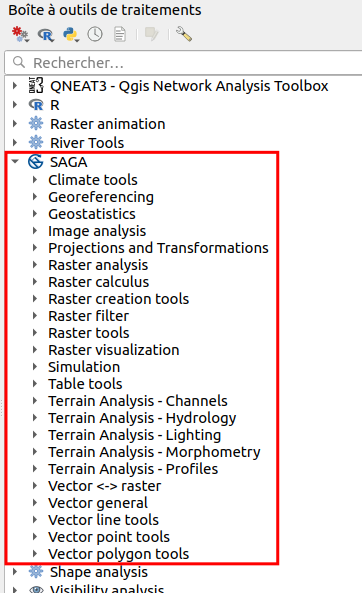 Boîte à outils de traitements
Rechercher…
QNEAT3 - Qgis Network Analysis Toolbox
R
Raster animation
River Tools
SAGA
Climate tools
Georeferencing
Geostatistics
Image analysis
Projections and Transformations
Raster analysis
Raster calculus
Raster creation tools
Raster filter
Raster tools
Raster visualization
Simulation
Table tools
Terrain Analysis - Channels
Terrain Analysis - Hydrology
Terrain Analysis - Lighting
Terrain Analysis - Morphometry
Terrain Analysis - Profiles
Vector <-> raster
Vector general
Vector line tools
Vector point tools
Vector polygon tools
Shape analysis
Visibility analysis